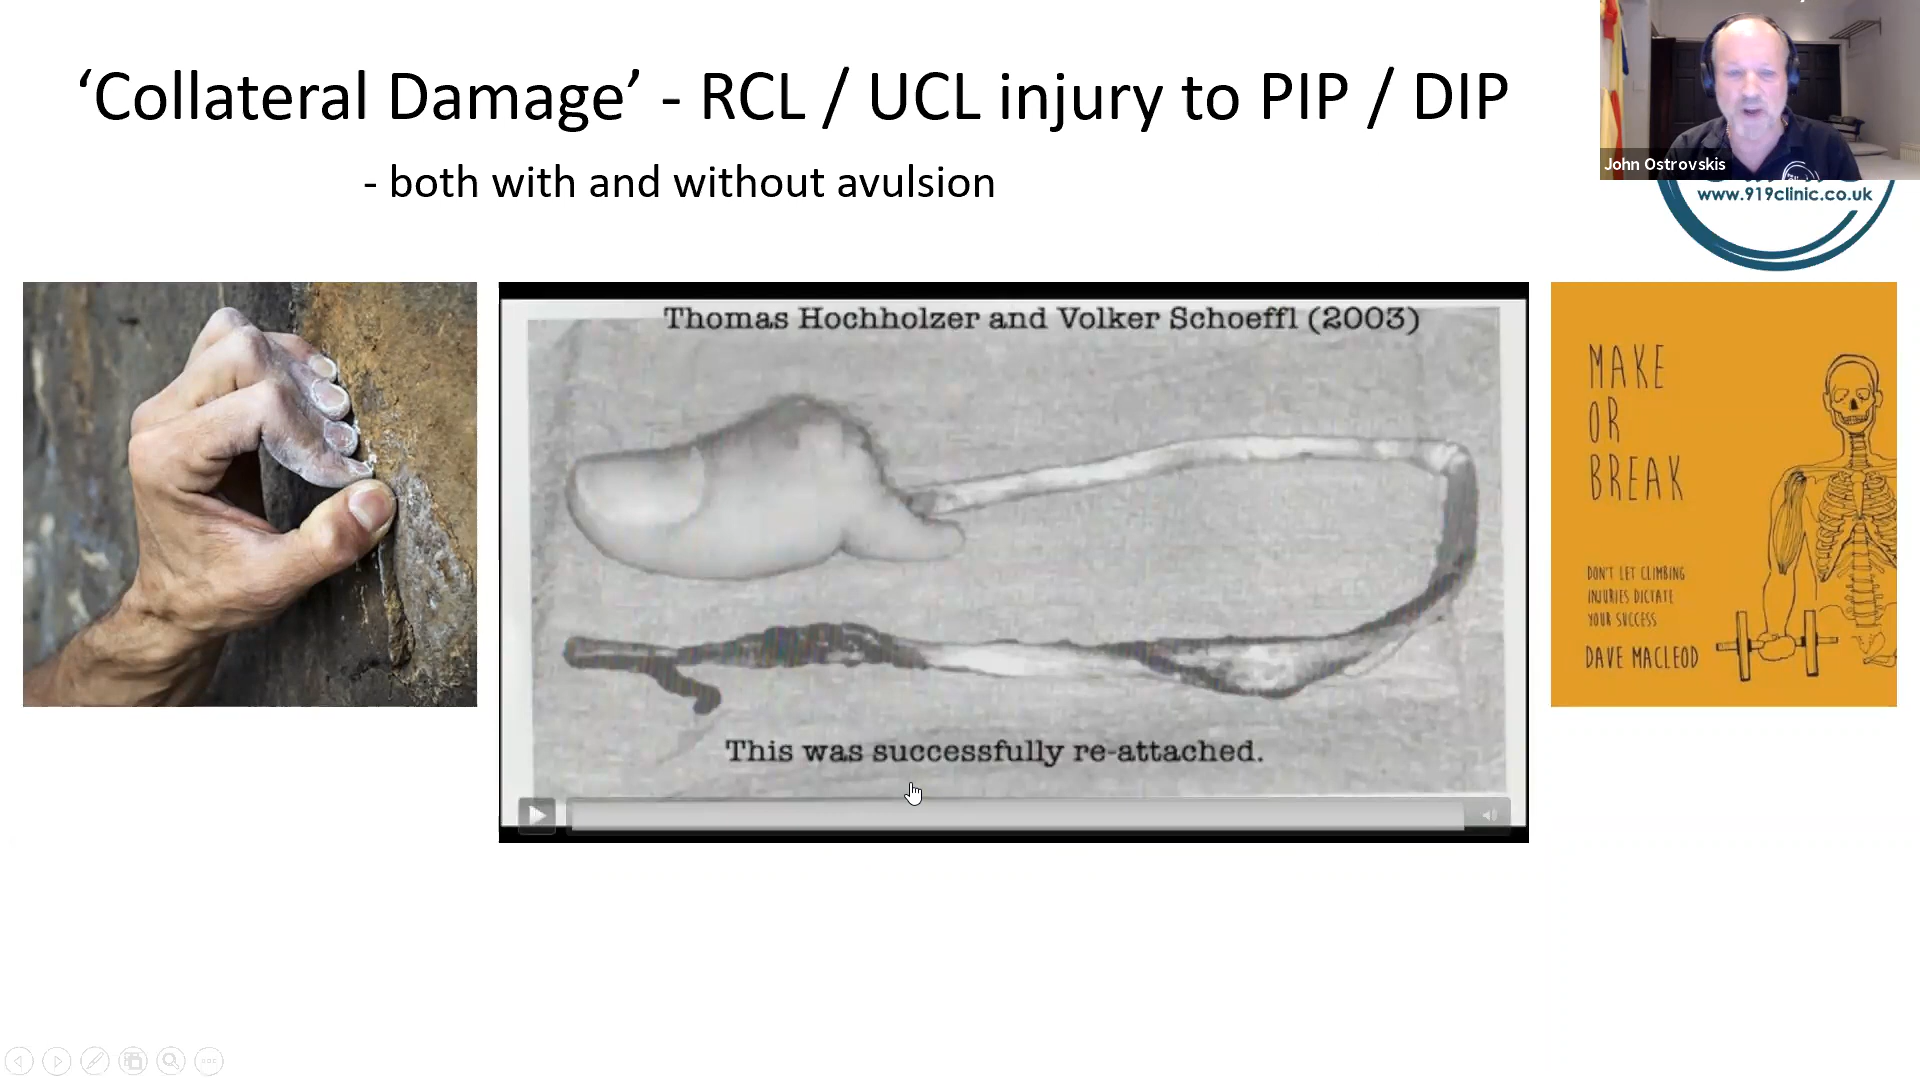 ‘Collateral Damage’ - RCL / UCL injury to PIP / DIP
- both with and without avulsion
John Ostrovskis
www.919clinic.co.uk
Thomas Hochholzer and Volker Schoeffl (2003)
This was successfully re-attached.
MAKE
OR
BREAK
DON'T LET CLIMBING
INJURIES DICTATE
YOUR SUCCESS
DAVE MACLEOD